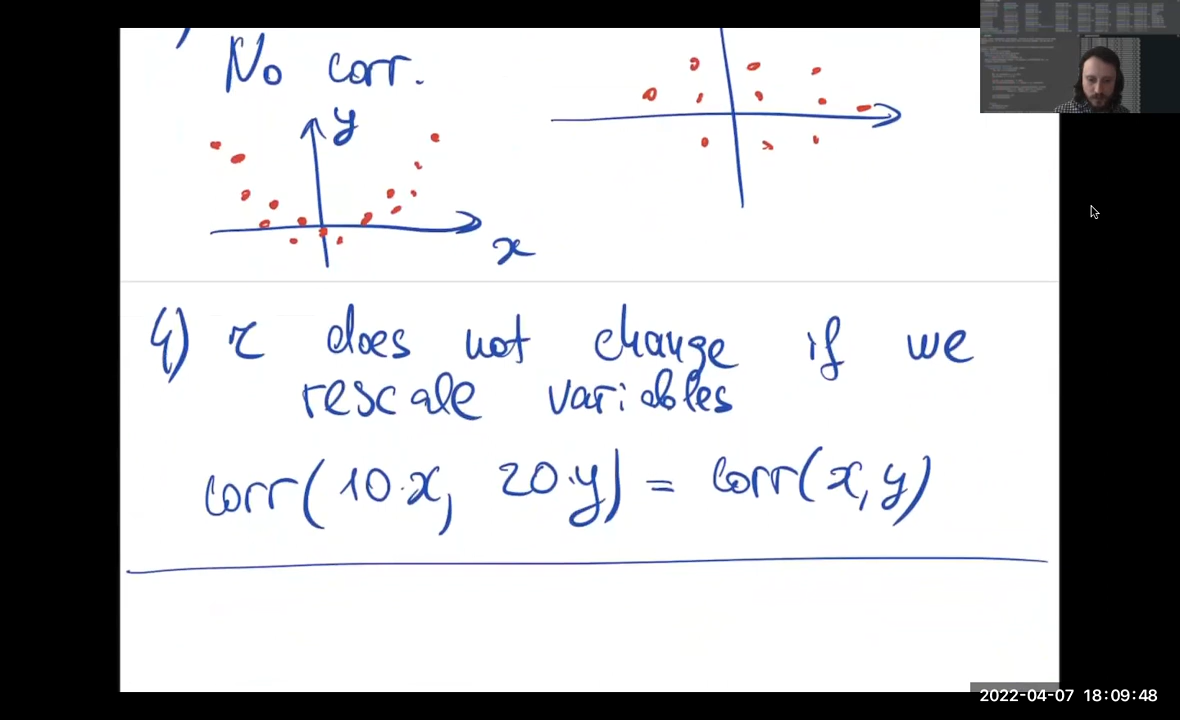 No corr.
y
x
4) r does not change if we
rescale variables
corr(10·x, 20·y) = corr(x, y)
2022-04-07 18:09:48